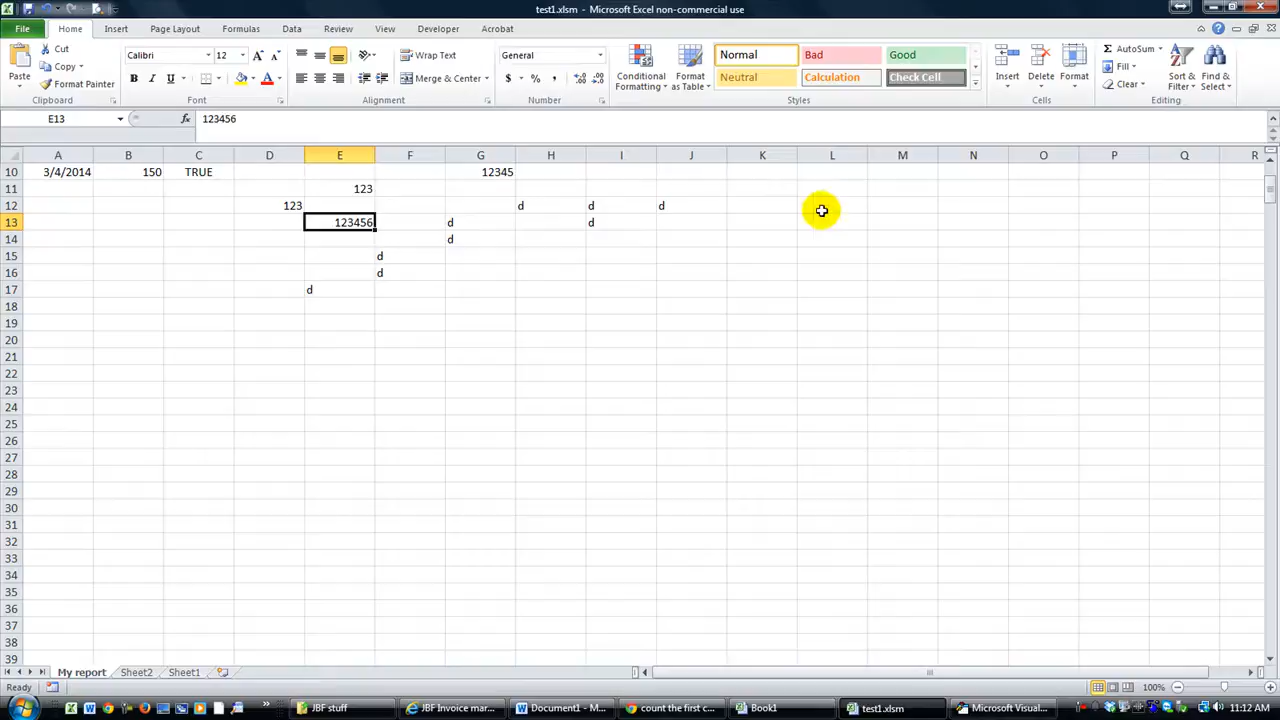 test1.xlsm - Microsoft Excel non-commercial use
File Home Insert Page Layout Formulas Data Review View Developer Acrobat
Paste Cut Copy Format Painter Clipboard
Calibri 12 B I U A A A Font
Wrap Text Merge & Center Alignment
General $ % , Number
Conditional Formatting Format as Table Normal Bad Good Neutral Calculation Check Cell Styles
Insert Delete Format Cells
AutoSum Fill Clear Sort & Filter Find & Select Editing
E13 fx 123456
A B C D E F G H I J K L M N O P Q R
10 3/4/2014 150 TRUE 12345
11 123
12 123 d d d
13 123456 d d
14 d
15 d
16 d
17 d
18
19
20
21
22
23
24
25
26
27
28
29
30
31
32
33
34
35
36
37
38
39
My report Sheet2 Sheet1
Ready 100%
JBF stuff JBF Invoice mar... Document1 - M... count the first c... Book1 test1.xlsm Microsoft Visual... 11:12 AM